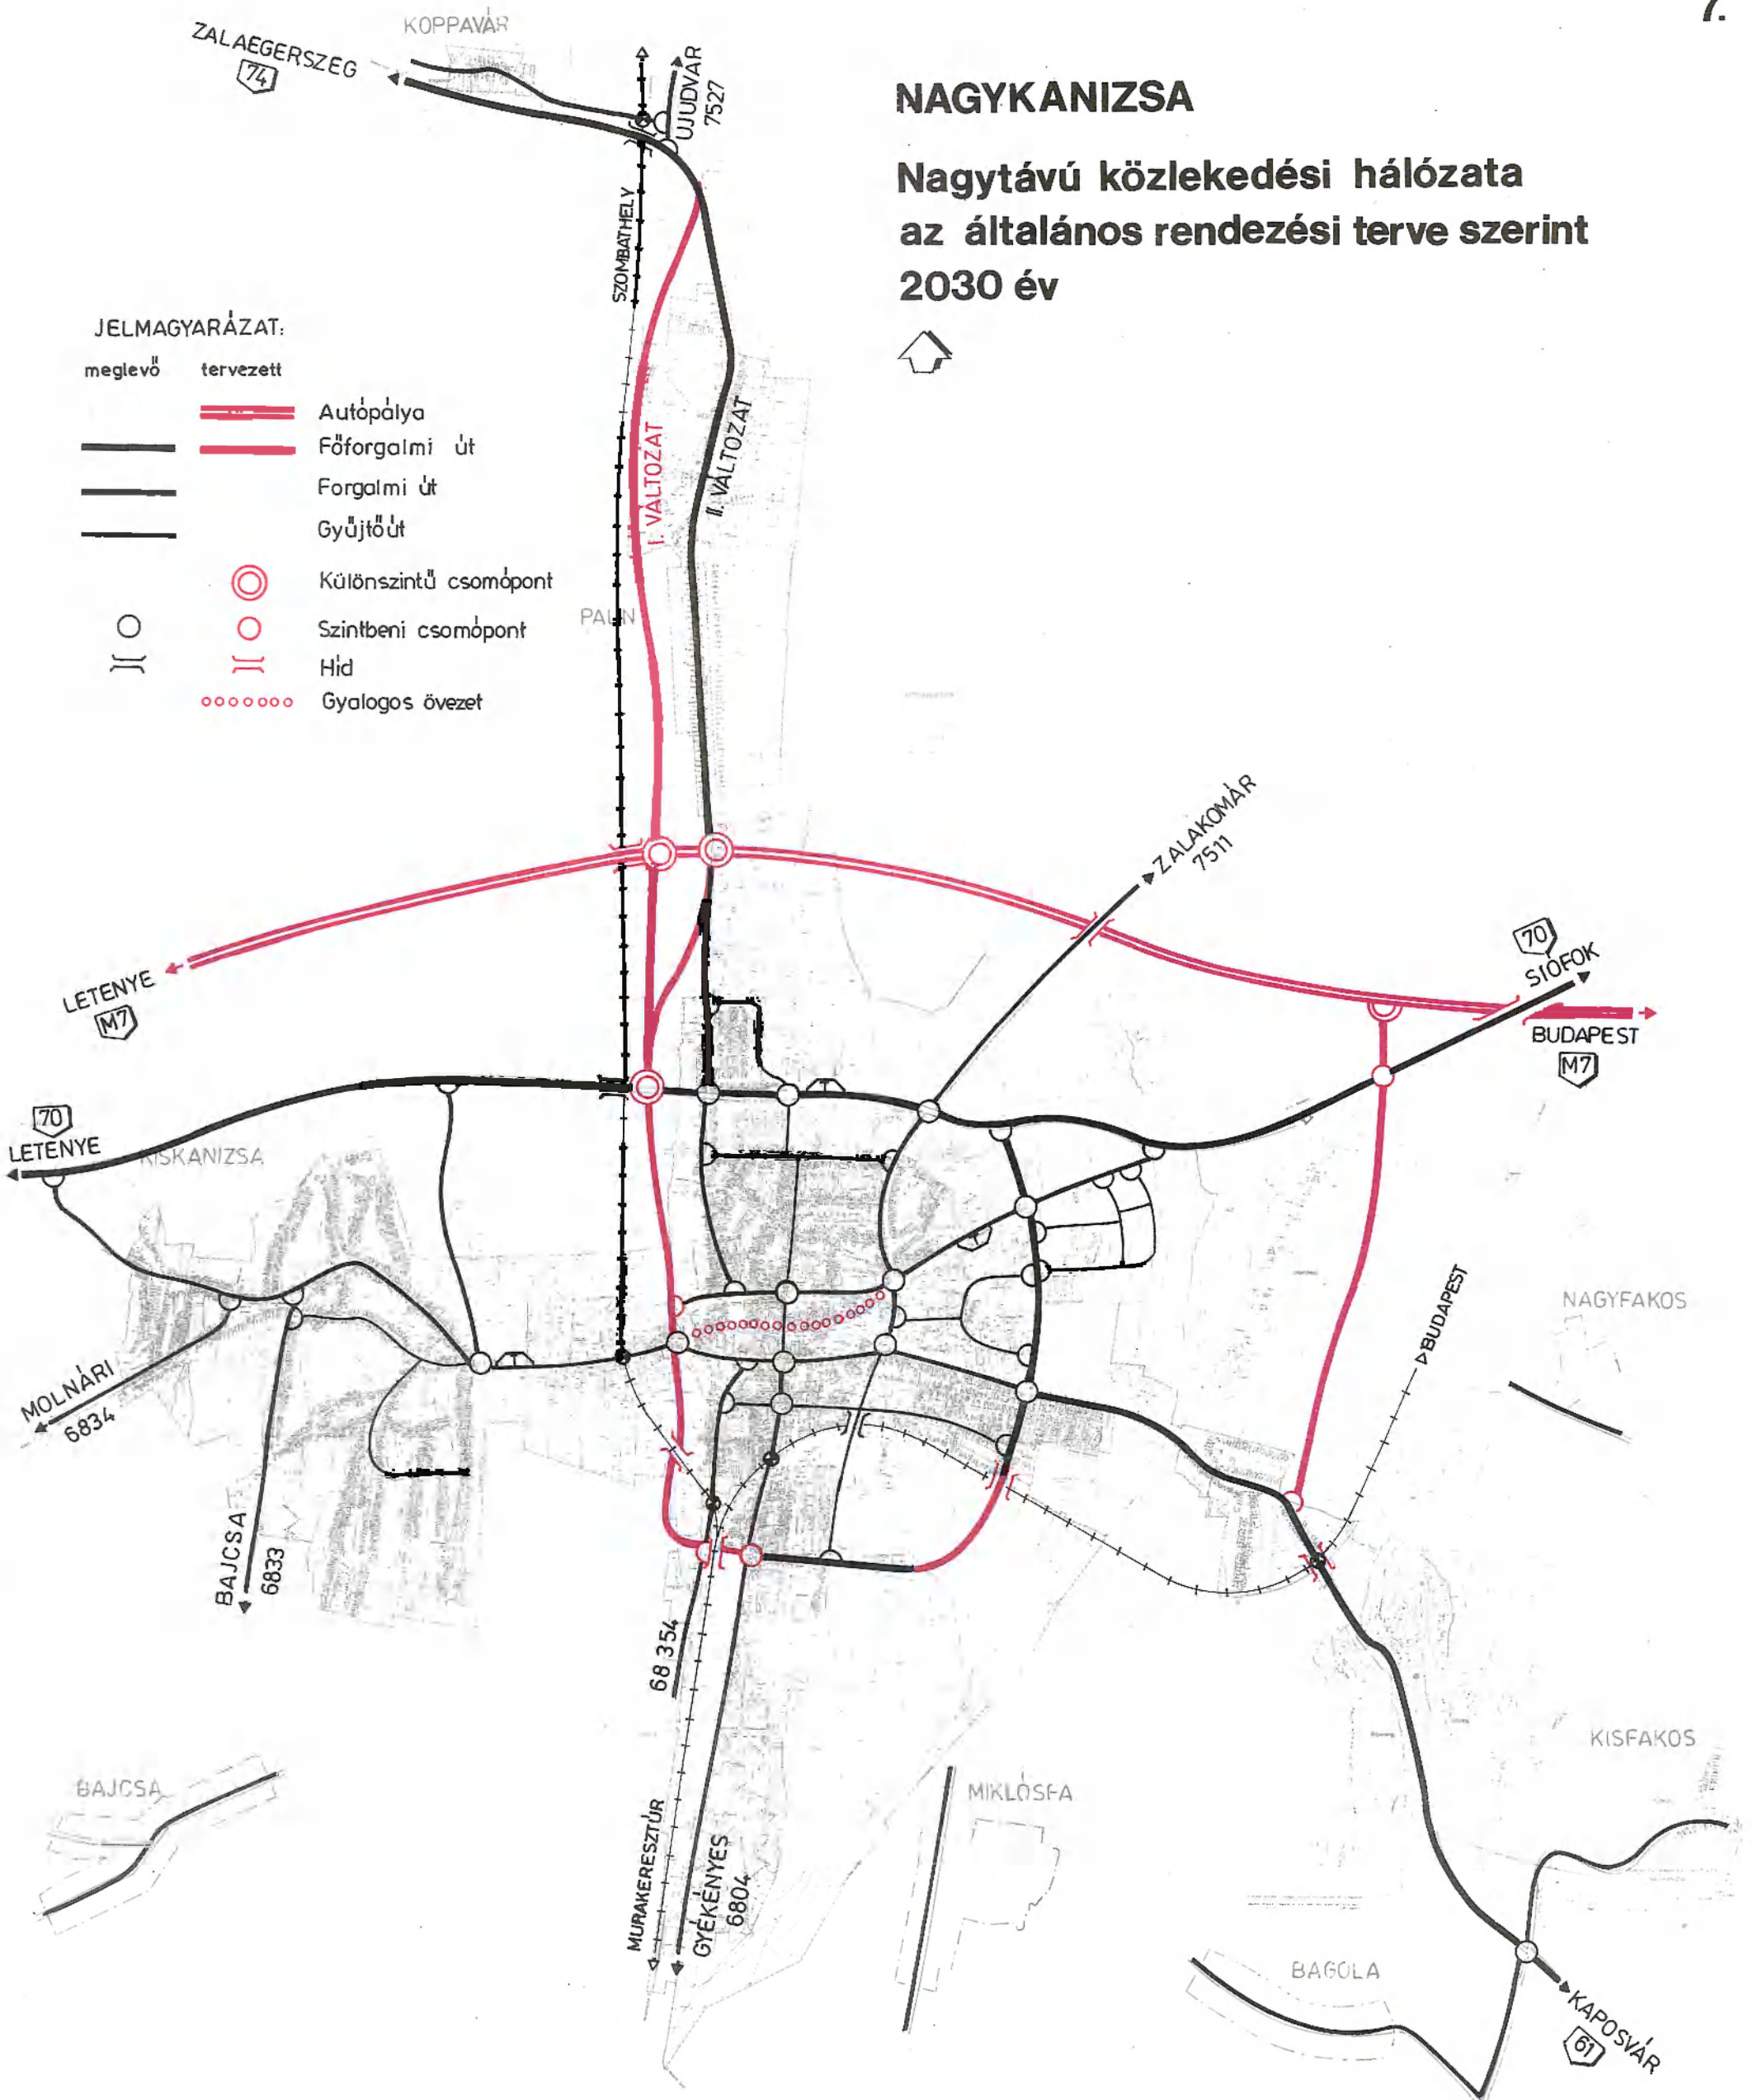 7.
KOPPAVÁR
ZALAEGERSZEG
74
UJUDVAR
7527
NAGYKANIZSA
Nagytávú közlekedési hálózata
az általános rendezési terve szerint
2030 év
SZOMBATHELY
JELMAGYARÁZAT:
meglevő tervezett
Autópálya
Főforgalmi út
Forgalmi út
Gyűjtőút
Különszintű csomópont
Szintbeni csomópont
Híd
Gyalogos övezet
I. VÁLTOZAT
II. VÁLTOZAT
ZALAKOMÁR
7511
LETENYE
M7
70
SIÓFOK
BUDAPEST
M7
70
LETENYE
KISKANIZSA
BUDAPEST
NAGYFAKOS
MOLNÁRI
6834
BAJCSA
6833
68 354
MURAKERESZTÚR
GYÉKÉNYES
6804
BAJCSA
MIKLÓSFA
KISFAKOS
BAGOLA
KAPOSVÁR
61